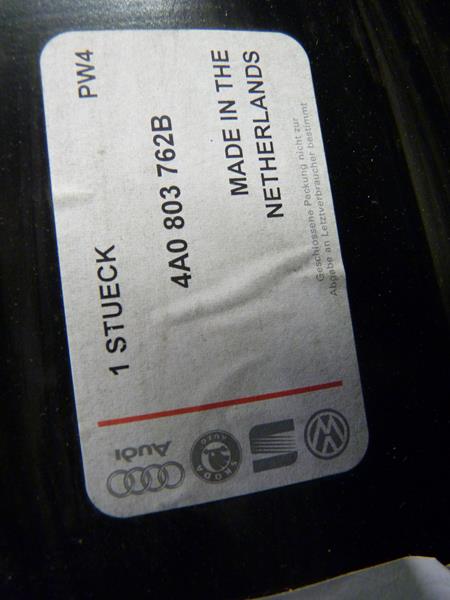 1 STUECK
PW4
4A0 803 762B
MADE IN THE
NETHERLANDS
Geschlossene Packung nicht zur
Abgabe an Letztverbraucher bestimmt
Audi
SKODA
AUTO